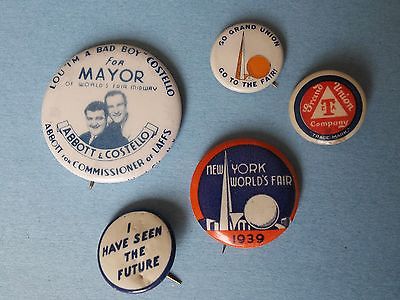 LOU "I'M A BAD BOY" COSTELLO
FOR
MAYOR
OF WORLD'S FAIR MIDWAY
ABBOTT & COSTELLO
ABBOTT for COMMISSIONER OF LAFFS
GO GRAND UNION
GO TO THE FAIR!
Grand Union
T
Company
TRADE MARK
NEW YORK
WORLD'S FAIR
1939
I
HAVE SEEN
THE
FUTURE